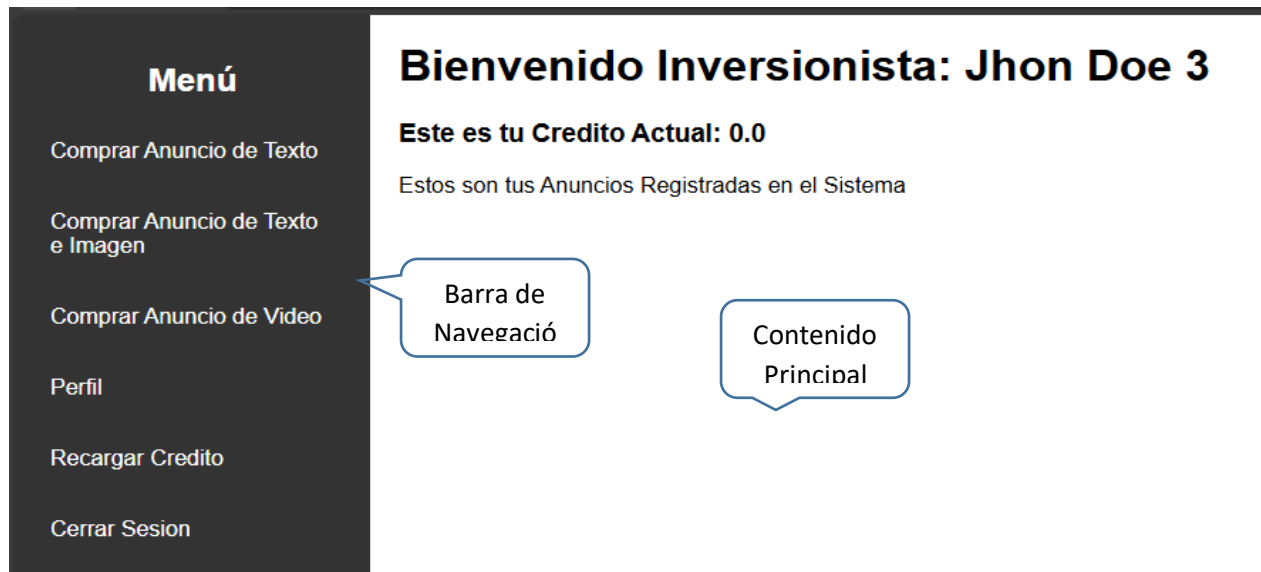 Menú
Comprar Anuncio de Texto
Comprar Anuncio de Texto
e Imagen
Comprar Anuncio de Video
Perfil
Recargar Credito
Cerrar Sesion
Bienvenido Inversionista: Jhon Doe 3
Este es tu Credito Actual: 0.0
Estos son tus Anuncios Registradas en el Sistema
Barra de
Navegació
Contenido
Principal